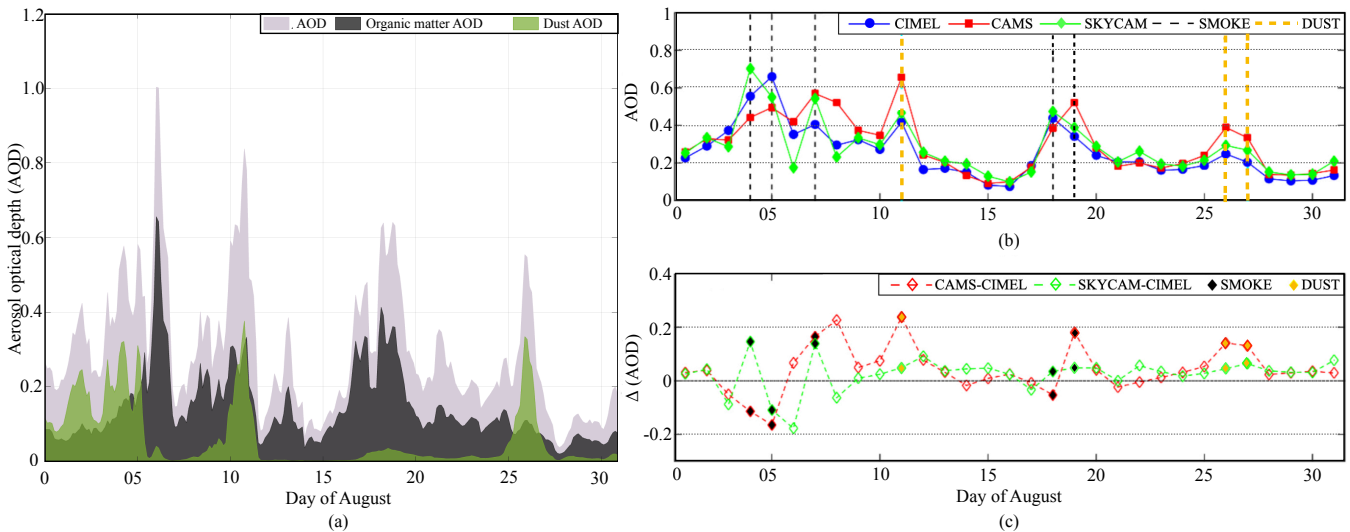 . AOD Organic matter AOD Dust AOD
1.2
1.0
0.8
0.6
0.4
0.2
0
Aerosol optical depth (AOD)
0 05 10 15 20 25 30
Day of August
(a)
CIMEL CAMS SKYCAM SMOKE DUST
1
0.8
0.6
0.4
0.2
0
AOD
0 05 10 15 20 25 30
(b)
CAMS-CIMEL SKYCAM-CIMEL SMOKE DUST
0.4
0.2
0
-0.2
Δ (AOD)
0 05 10 15 20 25 30
Day of August
(c)